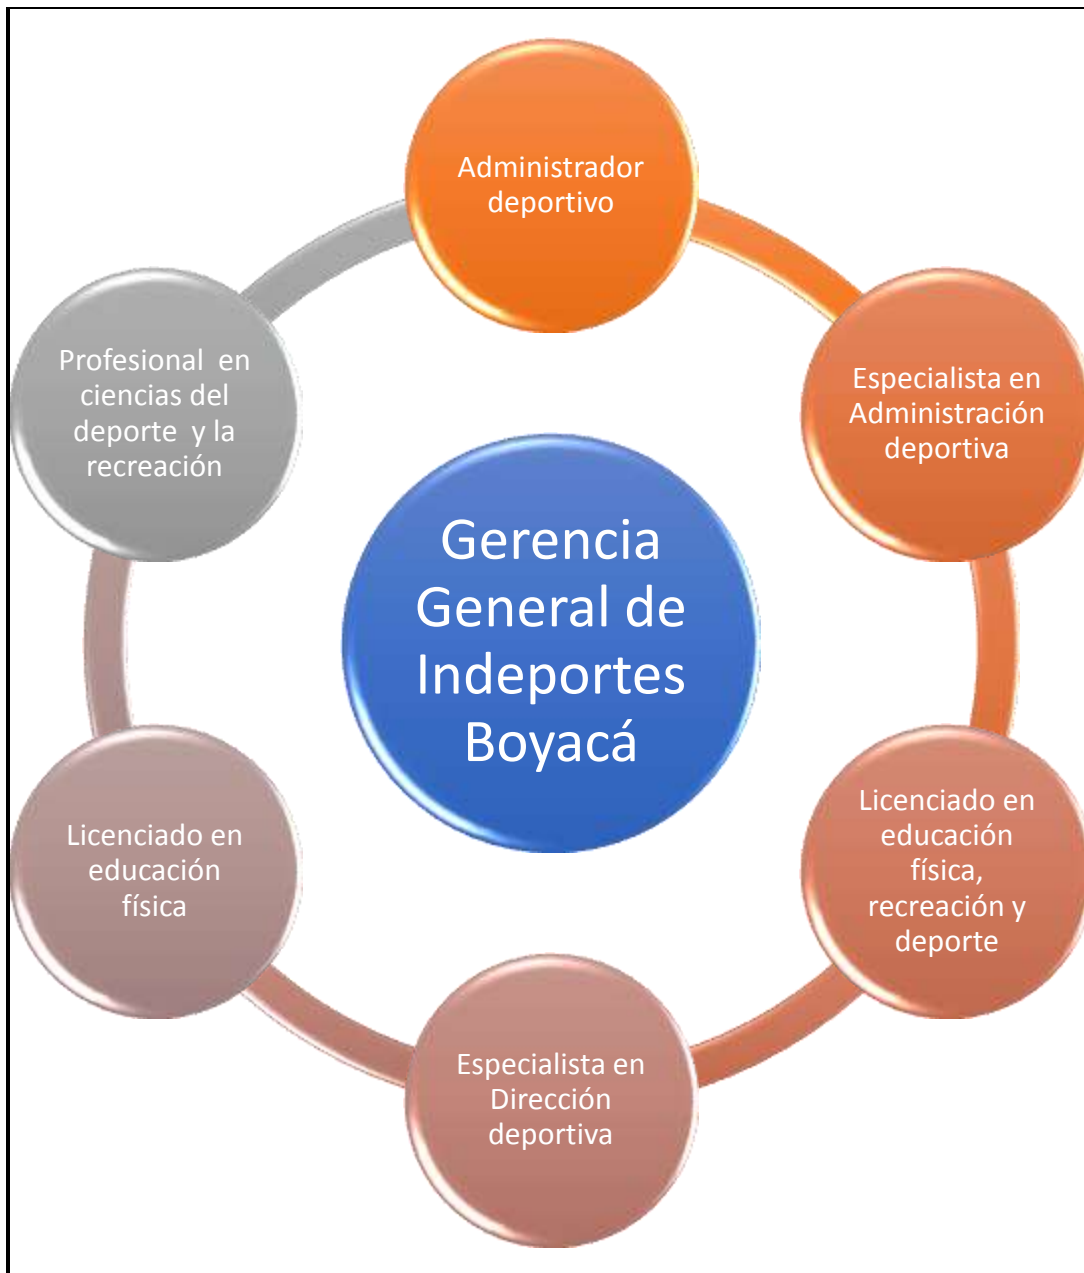 Administrador
deportivo
Especialista en
Administración
deportiva
Licenciado en
educación
física,
recreación y
deporte
Especialista en
Dirección
deportiva
Licenciado en
educación
física
Profesional en
ciencias del
deporte y la
recreación
Gerencia
General de
Indeportes
Boyacá